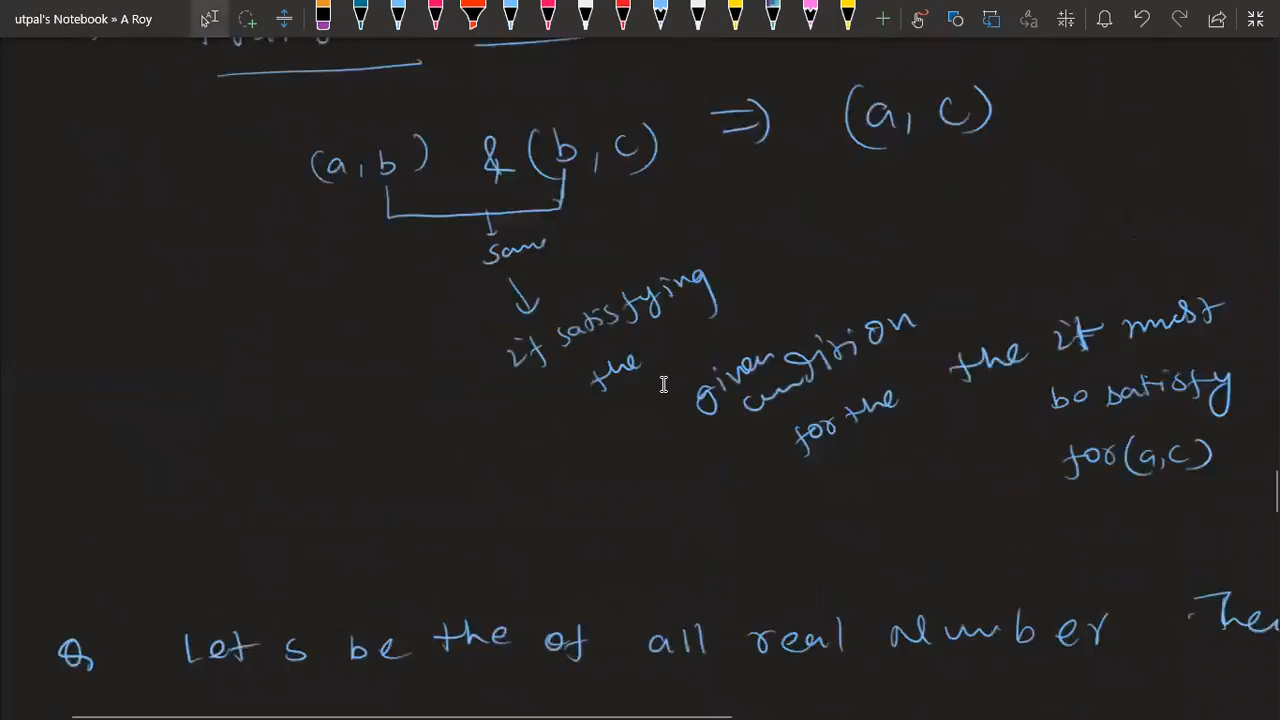 utpal's Notebook » A Roy
(a, b) & (b, c) ⇒ (a, c)
Same
↓
if satisfying
the given condition
for the
the it must
be satisfy
for (a, c)
Q Let s be the of all real Number The